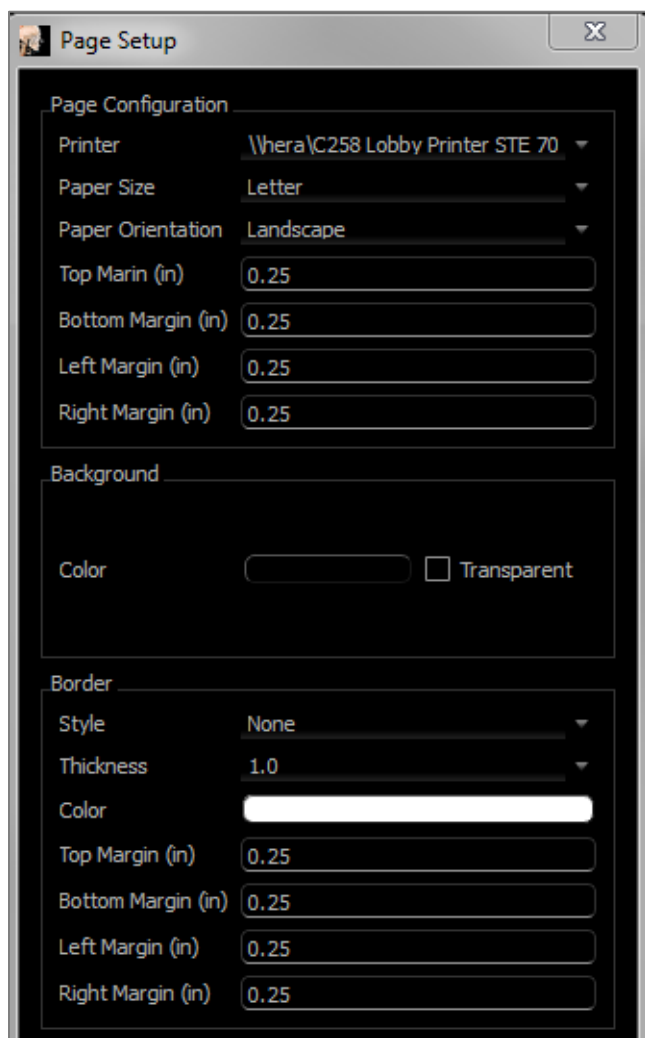 Page Setup
Page Configuration
Printer \\hera\C258 Lobby Printer STE 70
Paper Size Letter
Paper Orientation Landscape
Top Marin (in) 0.25
Bottom Margin (in) 0.25
Left Margin (in) 0.25
Right Margin (in) 0.25
Background
Color Transparent
Border
Style None
Thickness 1.0
Color
Top Margin (in) 0.25
Bottom Margin (in) 0.25
Left Margin (in) 0.25
Right Margin (in) 0.25